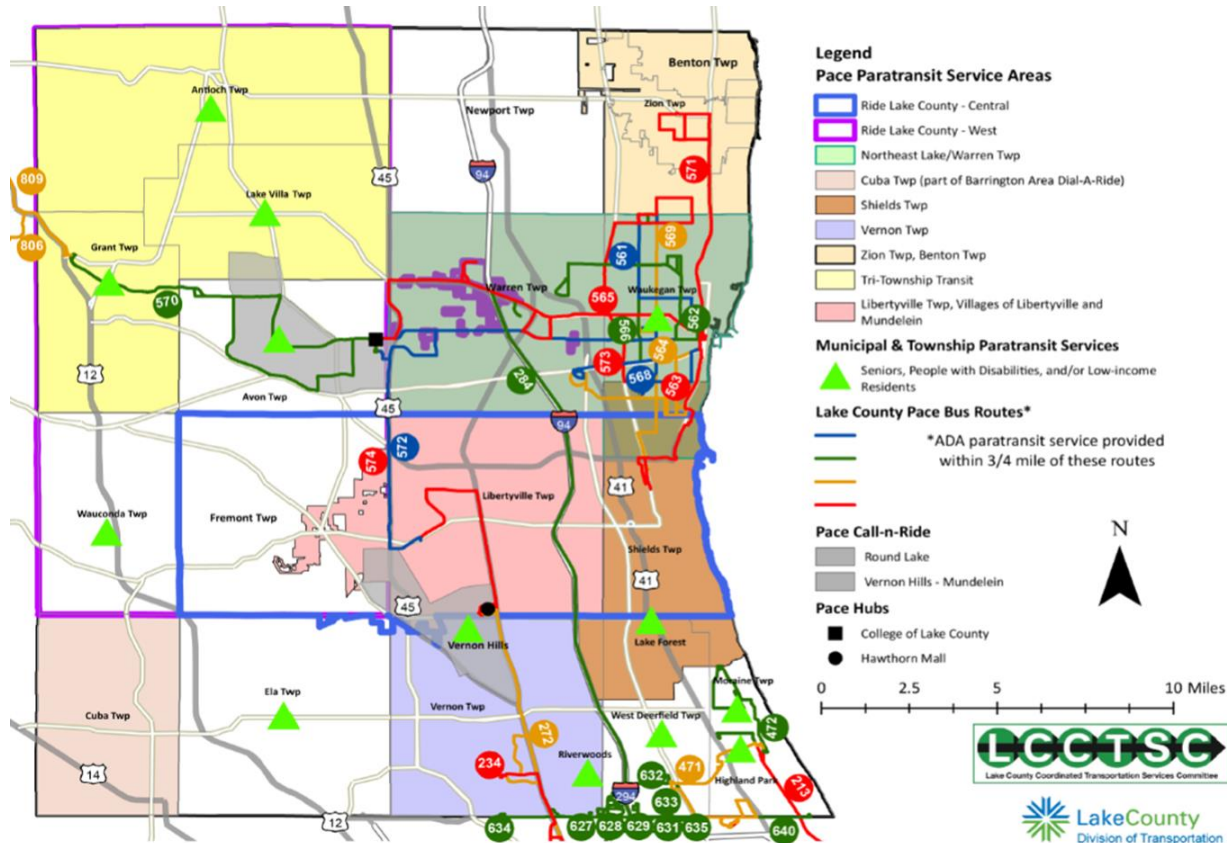 Antioch Twp
Newport Twp
Benton Twp
Zion Twp
45
94
571
809
806
Lake Villa Twp
45
Grant Twp
570
569
561
Warren Twp
565
Waukegan Twp
562
566
564
573
568
563
284
12
Avon Twp
45
94
572
574
41
Libertyville Twp
Wauconda Twp
Fremont Twp
Shields Twp
41
45
Vernon Hills
Lake Forest
Moraine Twp
Ela Twp
Cuba Twp
Vernon Twp
West Deerfield Twp
472
272
234
Riverwoods
632
471
Highland Park
213
14
294
633
12
634
627
628
629
631
635
640
Legend
Pace Paratransit Service Areas
Ride Lake County - Central
Ride Lake County - West
Northeast Lake/Warren Twp
Cuba Twp (part of Barrington Area Dial-A-Ride)
Shields Twp
Vernon Twp
Zion Twp, Benton Twp
Tri-Township Transit
Libertyville Twp, Villages of Libertyville and
Mundelein
Municipal & Township Paratransit Services
Seniors, People with Disabilities, and/or Low-income
Residents
Lake County Pace Bus Routes*
*ADA paratransit service provided
within 3/4 mile of these routes
Pace Call-n-Ride
Round Lake
Vernon Hills - Mundelein
N
Pace Hubs
College of Lake County
Hawthorn Mall
0 2.5 5 10 Miles
LCCTSC
Lake County Coordinated Transportation Services Committee
LakeCounty
Division of Transportation